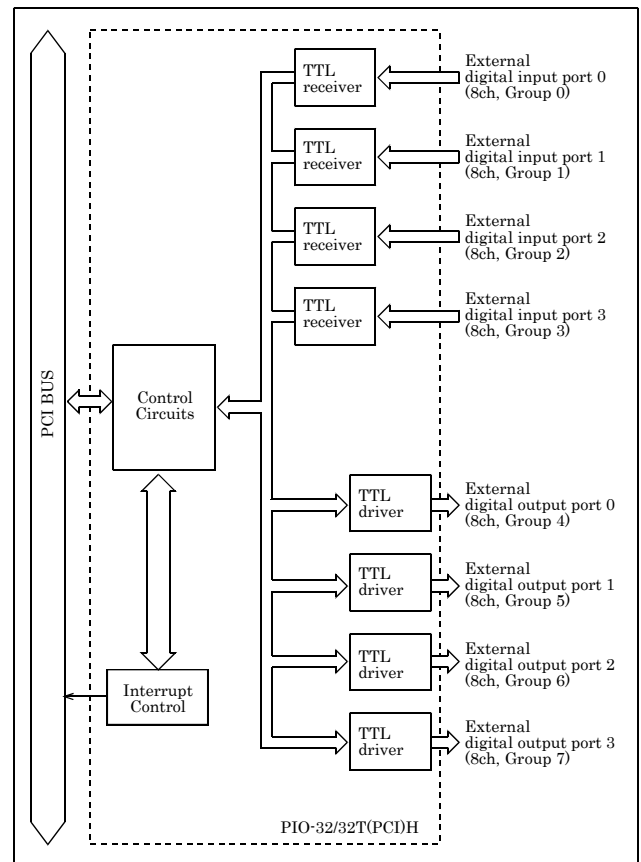 TTL
receiver
External
digital input port 0
(8ch, Group 0)
TTL
receiver
External
digital input port 1
(8ch, Group 1)
TTL
receiver
External
digital input port 2
(8ch, Group 2)
TTL
receiver
External
digital input port 3
(8ch, Group 3)
PCI BUS
Control
Circuits
TTL
driver
External
digital output port 0
(8ch, Group 4)
TTL
driver
External
digital output port 1
(8ch, Group 5)
TTL
driver
External
digital output port 2
(8ch, Group 6)
Interrupt
Control
TTL
driver
External
digital output port 3
(8ch, Group 7)
PIO-32/32T(PCI)H